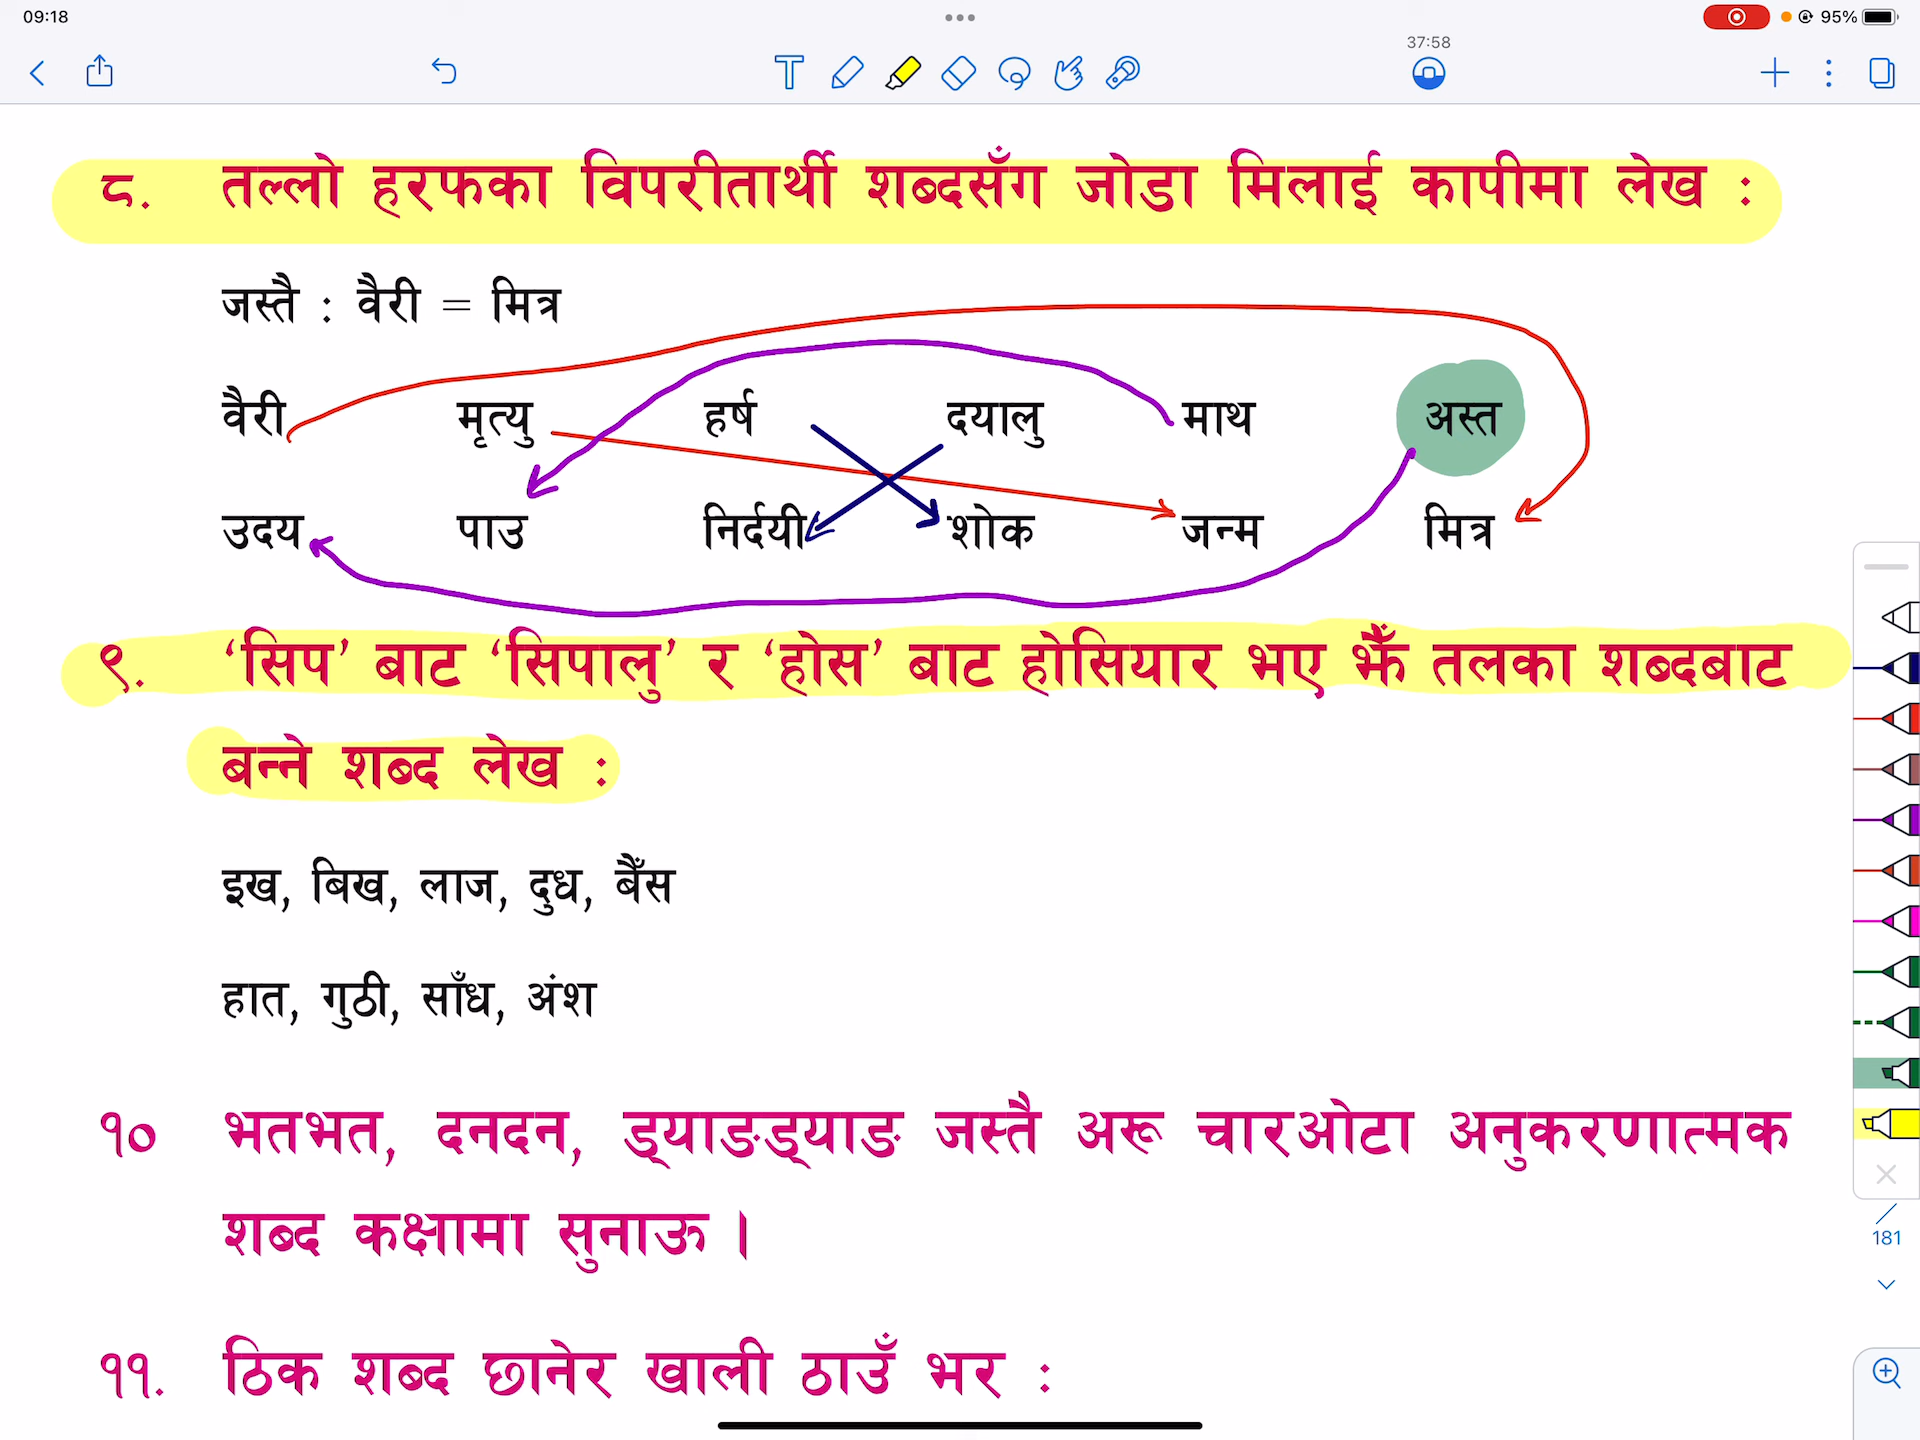 09:18
95%
37:58
८. तल्लो हरफका विपरीतार्थी शब्दसँग जोडा मिलाई कापीमा लेख :
जस्तै : वैरी = मित्र
वैरी मृत्यु हर्ष दयालु माथ अस्त
उदय पाउ निर्दयी शोक जन्म मित्र
९. ‘सिप’ बाट ‘सिपालु’ र ‘होस’ बाट होसियार भए झैँ तलका शब्दबाट
बन्ने शब्द लेख :
इख, बिख, लाज, दुध, बैँस
हात, गुठी, साँध, अंश
१० भतभत, दनदन, ड्याङड्याङ जस्तै अरू चारओटा अनुकरणात्मक
शब्द कक्षामा सुनाऊ ।
181
११. ठिक शब्द छानेर खाली ठाउँ भर :